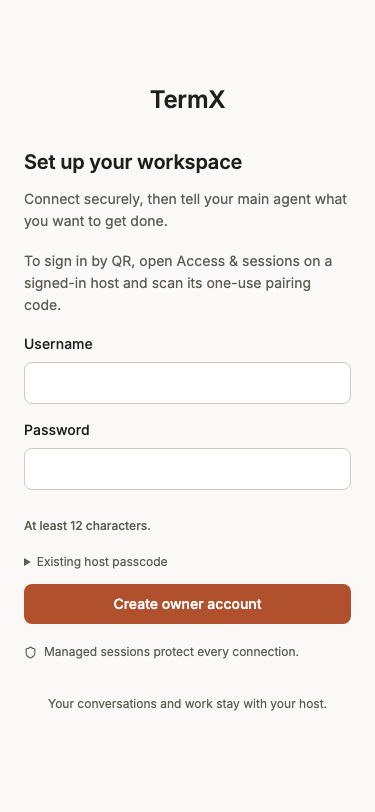 TermX
Set up your workspace
Connect securely, then tell your main agent what
you want to get done.
To sign in by QR, open Access & sessions on a
signed-in host and scan its one-use pairing
code.
Username
Password
At least 12 characters.
Existing host passcode
Create owner account
Managed sessions protect every connection.
Your conversations and work stay with your host.